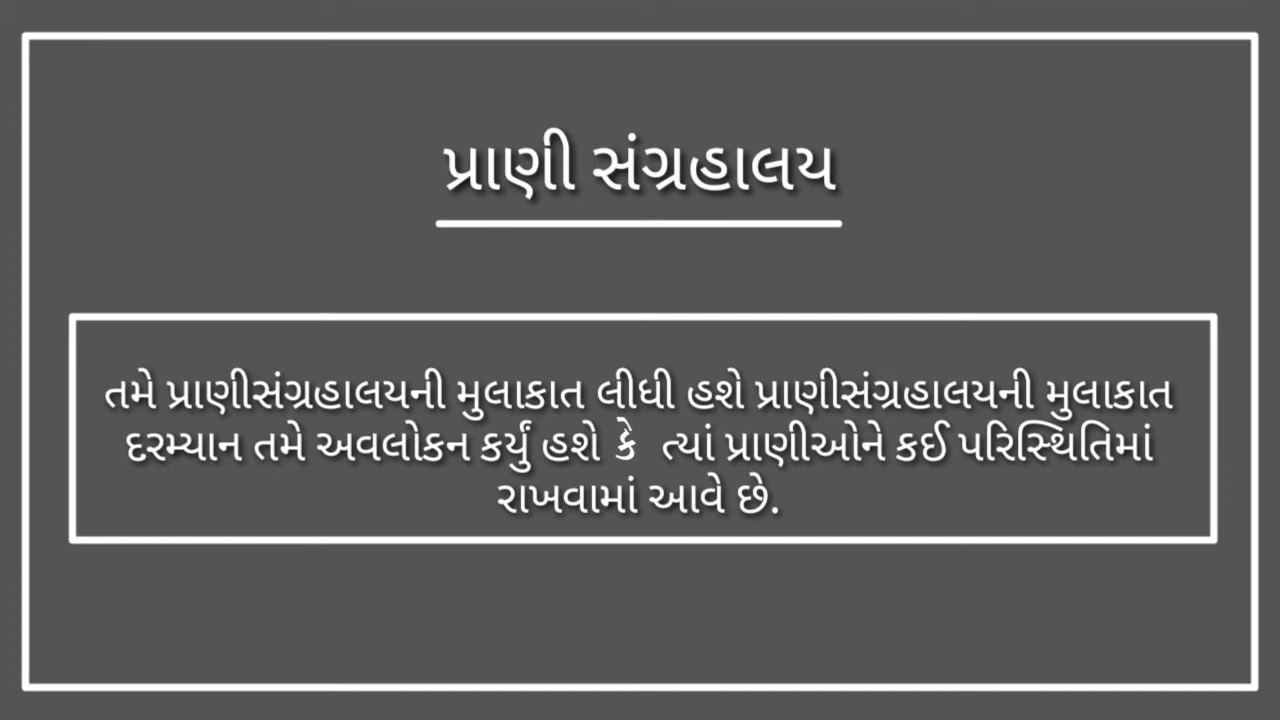 પ્રાણી સંગ્રહાલય
તમે પ્રાણીસંગ્રહાલયની મુલાકાત લીધી હશે પ્રાણીસંગ્રહાલયની મુલાકાત
દરમ્યાન તમે અવલોકન કર્યું હશે કે ત્યાં પ્રાણીઓને કઈ પરિસ્થિતિમાં
રાખવામાં આવે છે.